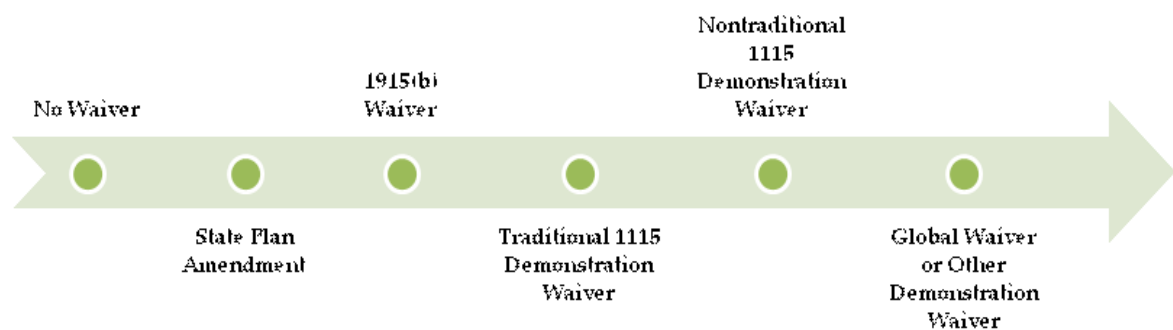 No Waiver
State Plan
Amendment
1915(b)
Waiver
Traditional 1115
Demonstration
Waiver
Nontraditional
1115
Demonstration
Waiver
Global Waiver
or Other
Demonstration
Waiver